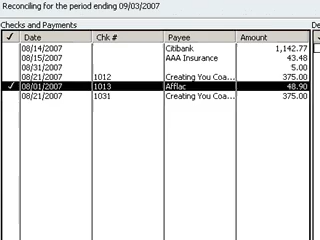 Reconciling for the period ending 09/03/2007
Checks and Payments
De
✓ Date Chk # Payee Amount
08/14/2007 Citibank 1,142.77
08/15/2007 AAA Insurance 43.48
08/31/2007 5.00
08/21/2007 1012 Creating You Coa... 375.00
✓ 08/01/2007 1013 Afflac 48.90
08/21/2007 1031 Creating You Coa... 375.00